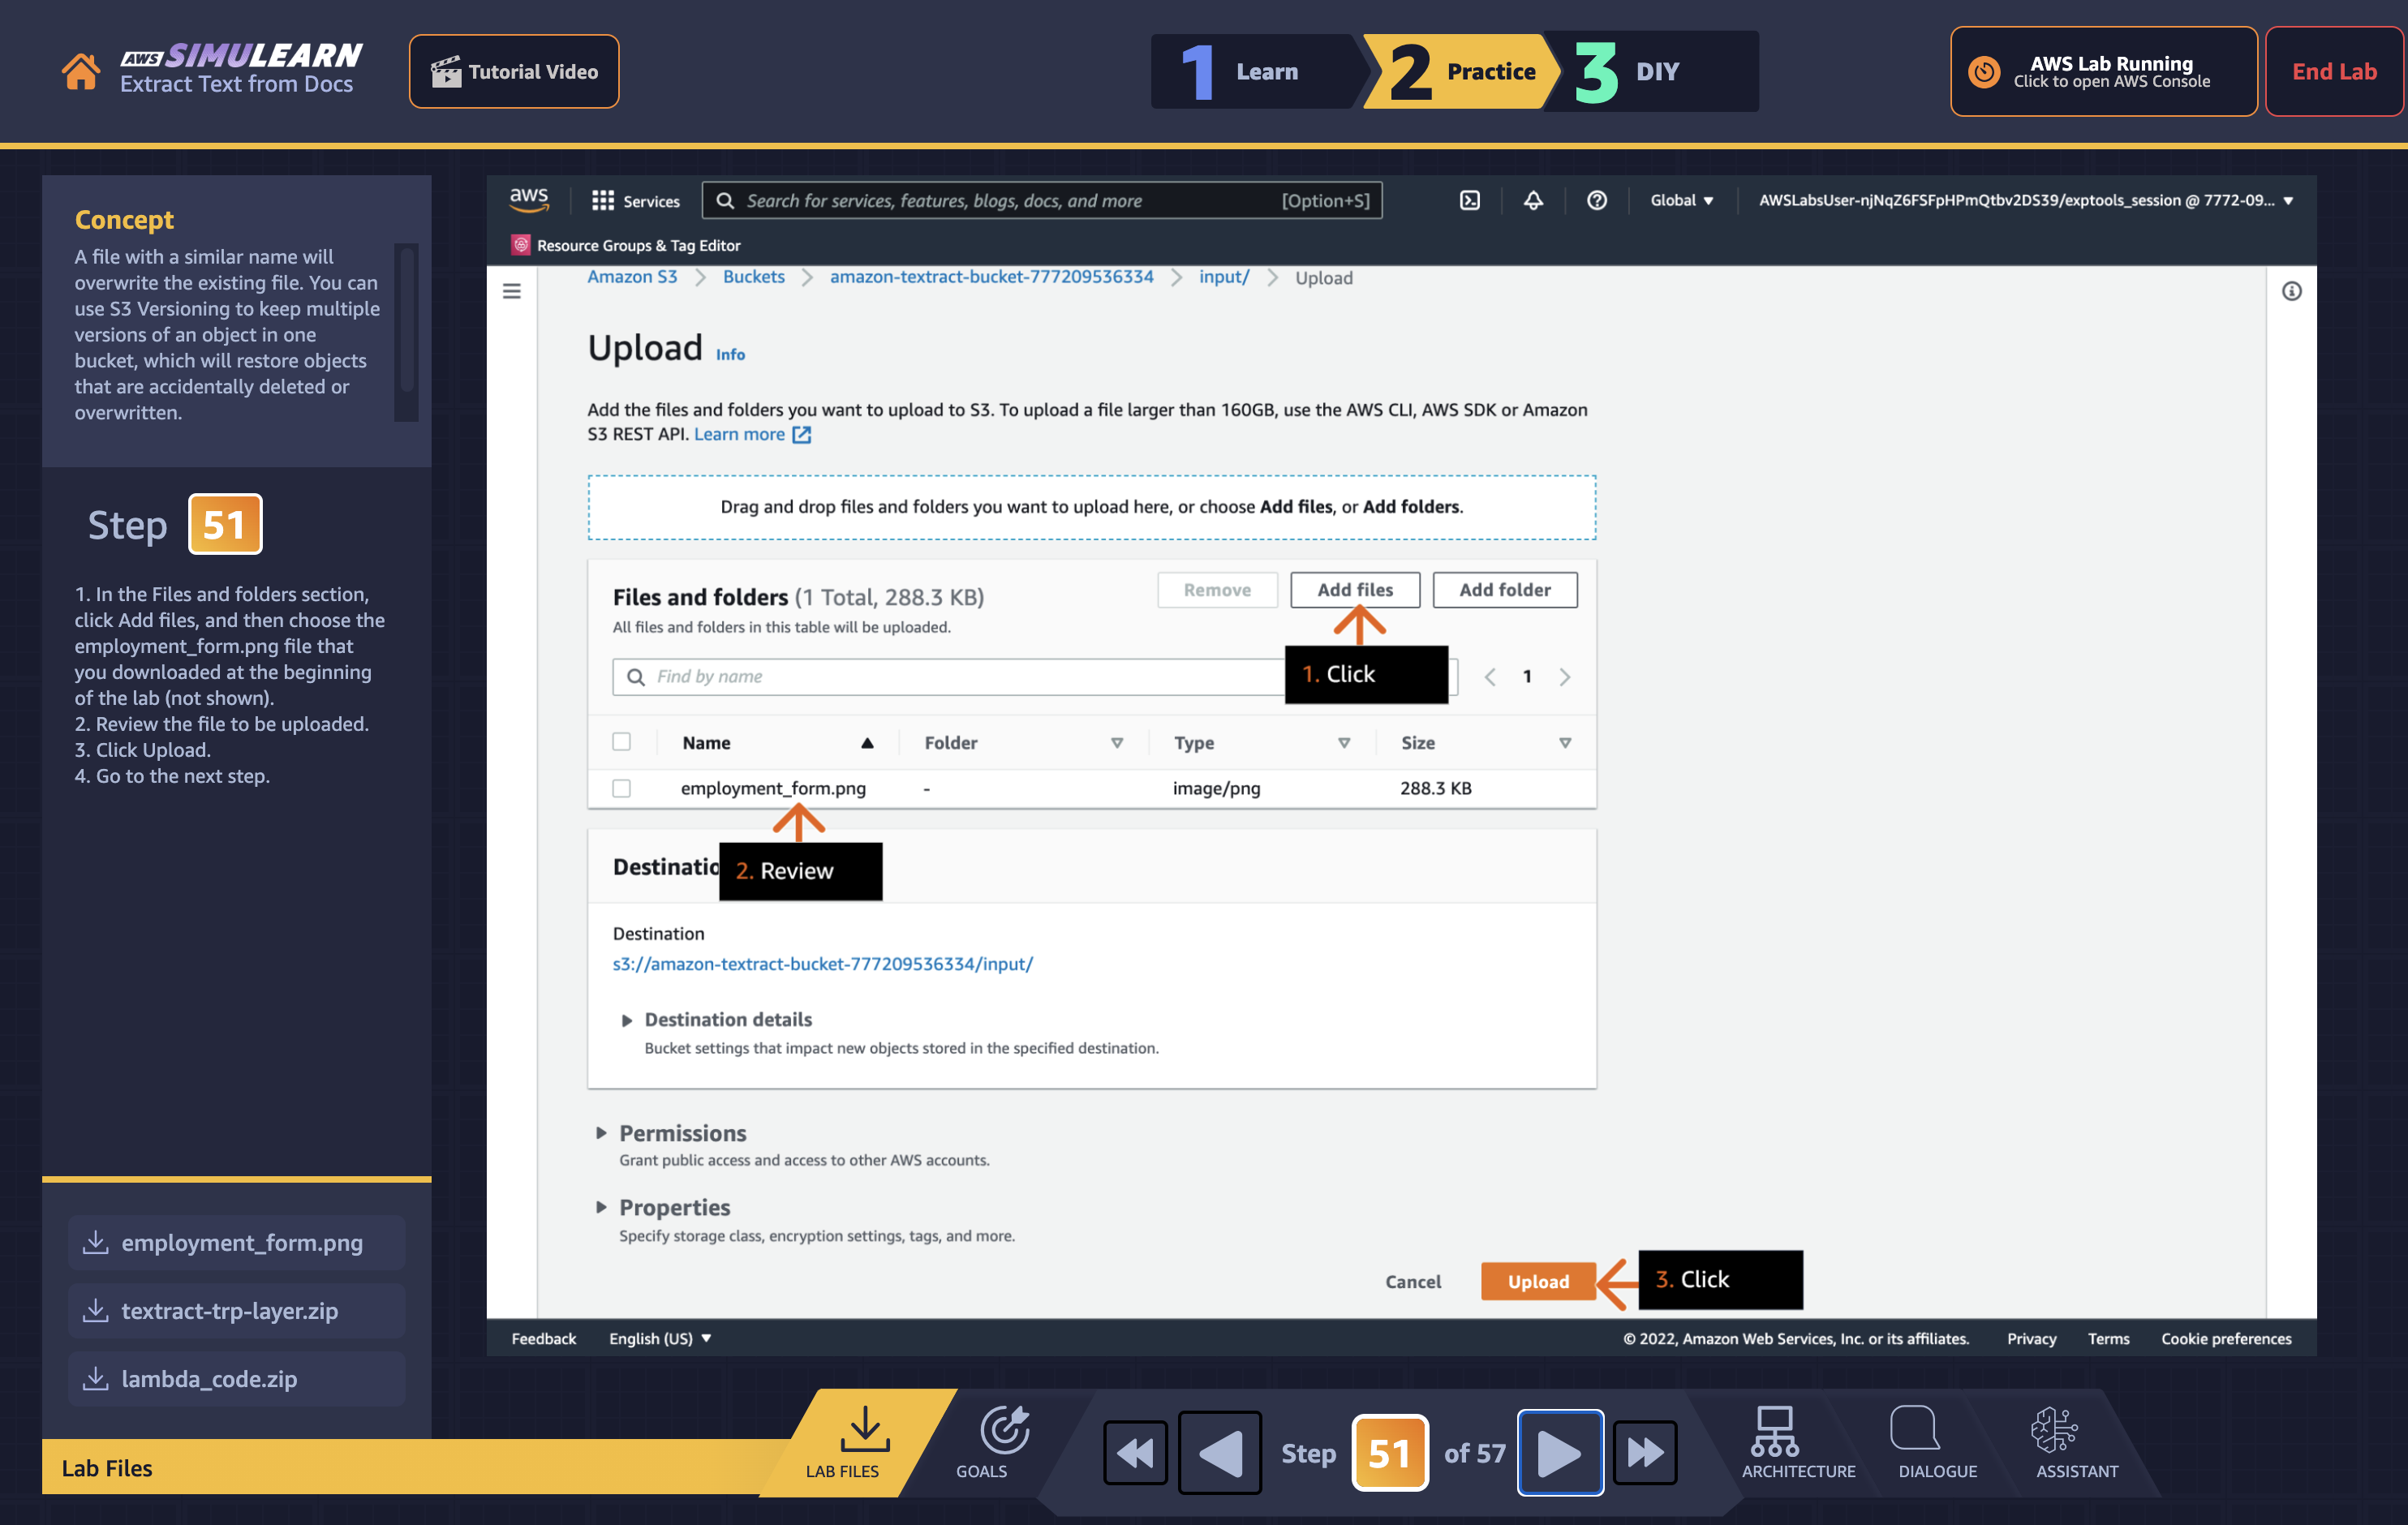 aws SIMULEARN
Extract Text from Docs
Tutorial Video
1 Learn
2 Practice
3 DIY
AWS Lab Running
Click to open AWS Console
End Lab
Concept
A file with a similar name will
overwrite the existing file. You can
use S3 Versioning to keep multiple
versions of an object in one
bucket, which will restore objects
that are accidentally deleted or
overwritten.
Step 51
1. In the Files and folders section,
click Add files, and then choose the
employment_form.png file that
you downloaded at the beginning
of the lab (not shown).
2. Review the file to be uploaded.
3. Click Upload.
4. Go to the next step.
employment_form.png
textract-trp-layer.zip
lambda_code.zip
Lab Files
aws
Services
Search for services, features, blogs, docs, and more [Option+S]
Global
AWSLabsUser-njNqZ6FSFpHPmQtbv2DS39/exptools_session @ 7772-09...
Resource Groups & Tag Editor
Amazon S3 > Buckets > amazon-textract-bucket-777209536334 > input/ > Upload
Upload Info
Add the files and folders you want to upload to S3. To upload a file larger than 160GB, use the AWS CLI, AWS SDK or Amazon
S3 REST API. Learn more
Drag and drop files and folders you want to upload here, or choose Add files, or Add folders.
Files and folders (1 Total, 288.3 KB)
All files and folders in this table will be uploaded.
Remove
Add files
Add folder
1. Click
Find by name
1
Name Folder Type Size
employment_form.png - image/png 288.3 KB
2. Review
Destinatio
Destination
s3://amazon-textract-bucket-777209536334/input/
Destination details
Bucket settings that impact new objects stored in the specified destination.
Permissions
Grant public access and access to other AWS accounts.
Properties
Specify storage class, encryption settings, tags, and more.
Cancel
Upload
3. Click
Feedback
English (US)
© 2022, Amazon Web Services, Inc. or its affiliates.
Privacy
Terms
Cookie preferences
LAB FILES
GOALS
Step 51 of 57
ARCHITECTURE
DIALOGUE
ASSISTANT